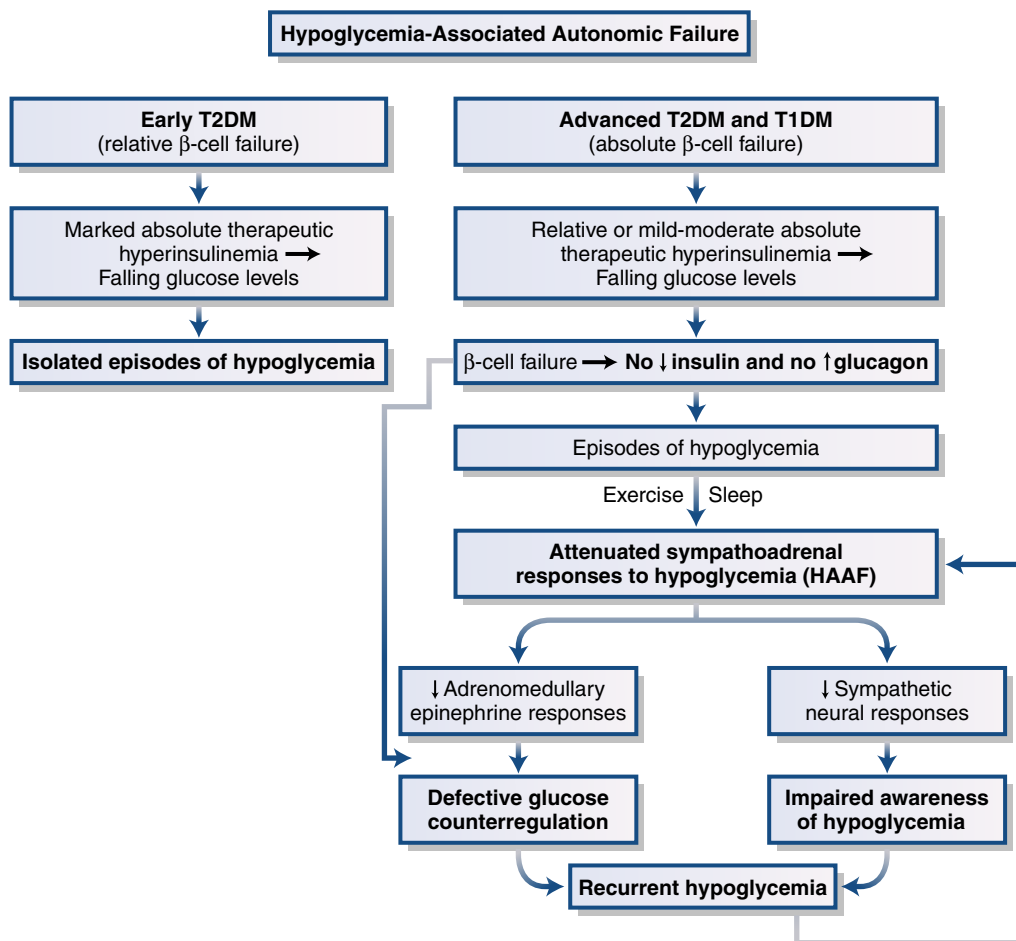 Hypoglycemia-Associated Autonomic Failure
Early T2DM
(relative β-cell failure)
Marked absolute therapeutic
hyperinsulinemia →
Falling glucose levels
Isolated episodes of hypoglycemia
Advanced T2DM and T1DM
(absolute β-cell failure)
Relative or mild-moderate absolute
therapeutic hyperinsulinemia →
Falling glucose levels
β-cell failure → No ↓ insulin and no ↑ glucagon
Episodes of hypoglycemia
Exercise Sleep
Attenuated sympathoadrenal
responses to hypoglycemia (HAAF)
↓ Adrenomedullary
epinephrine responses
↓ Sympathetic
neural responses
Defective glucose
counterregulation
Impaired awareness
of hypoglycemia
Recurrent hypoglycemia